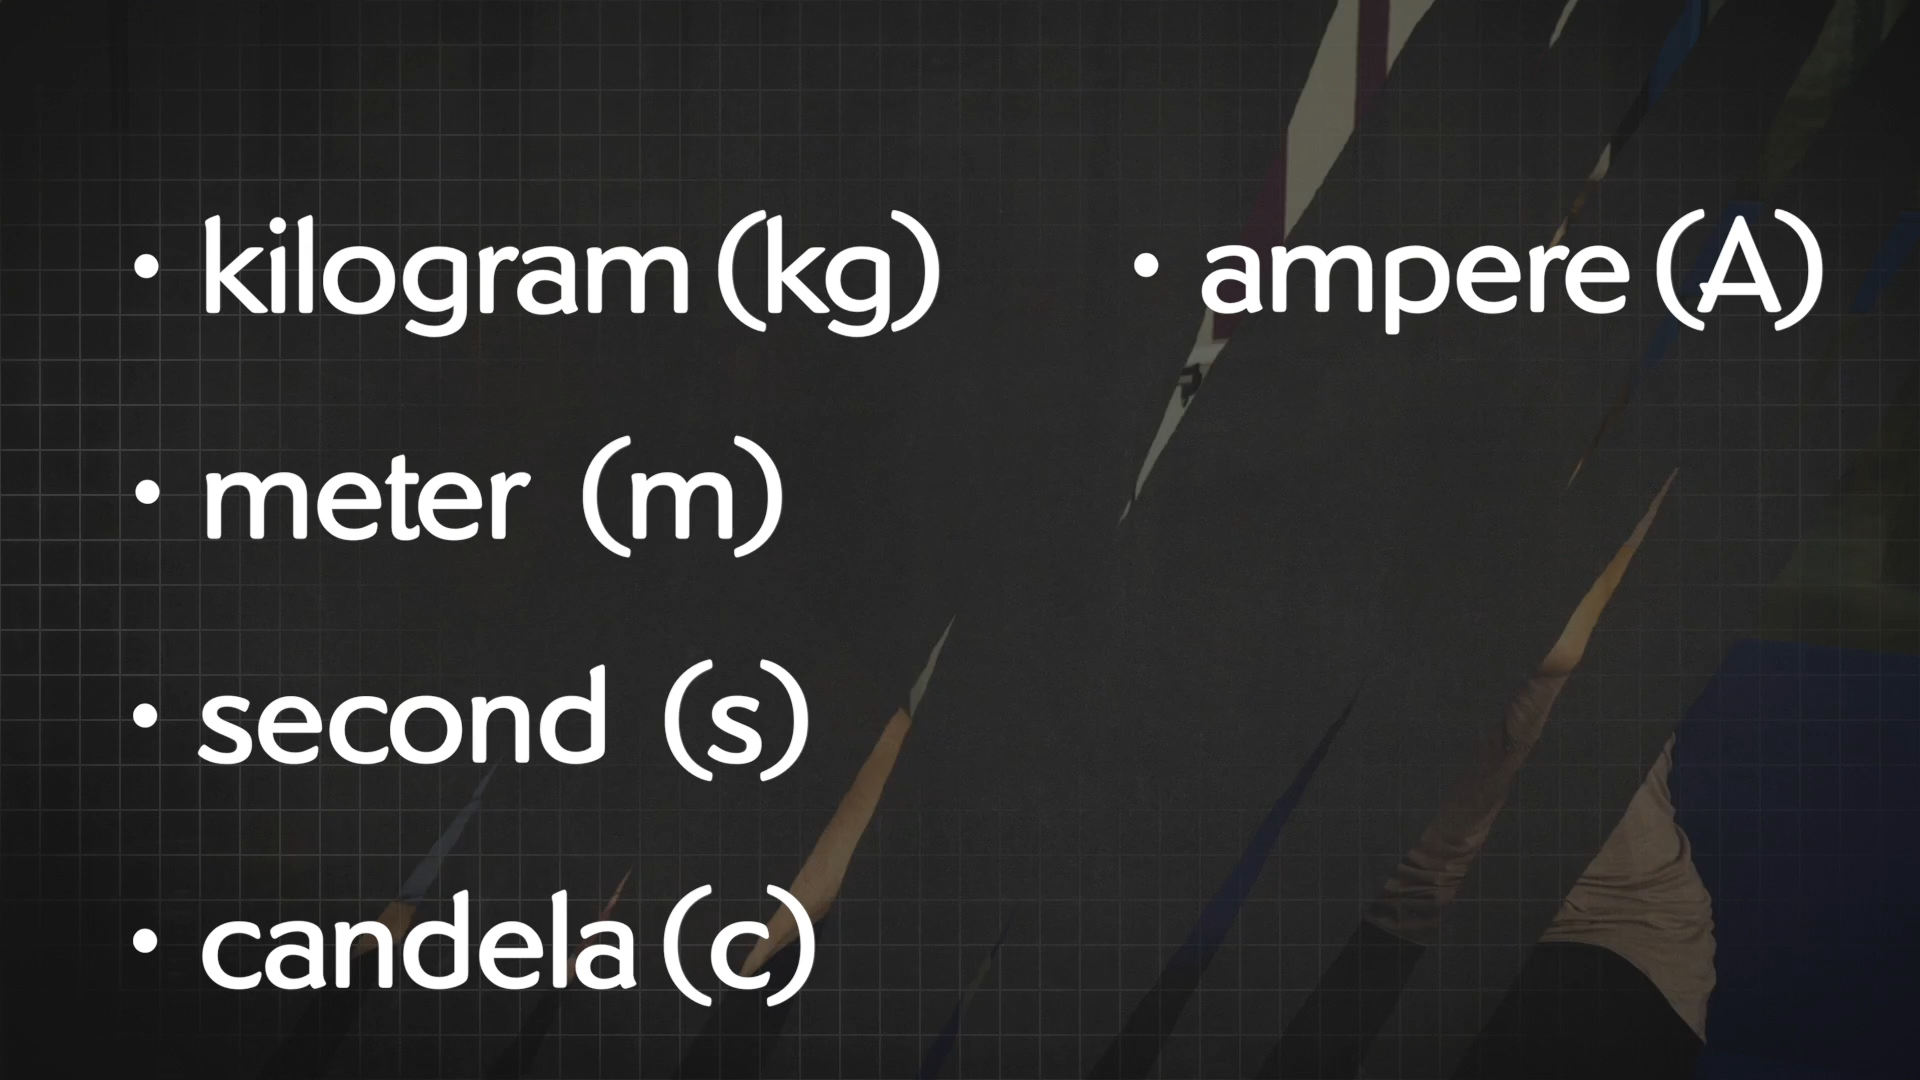 • kilogram (kg)
• meter (m)
• second (s)
• candela (c)
• ampere (A)